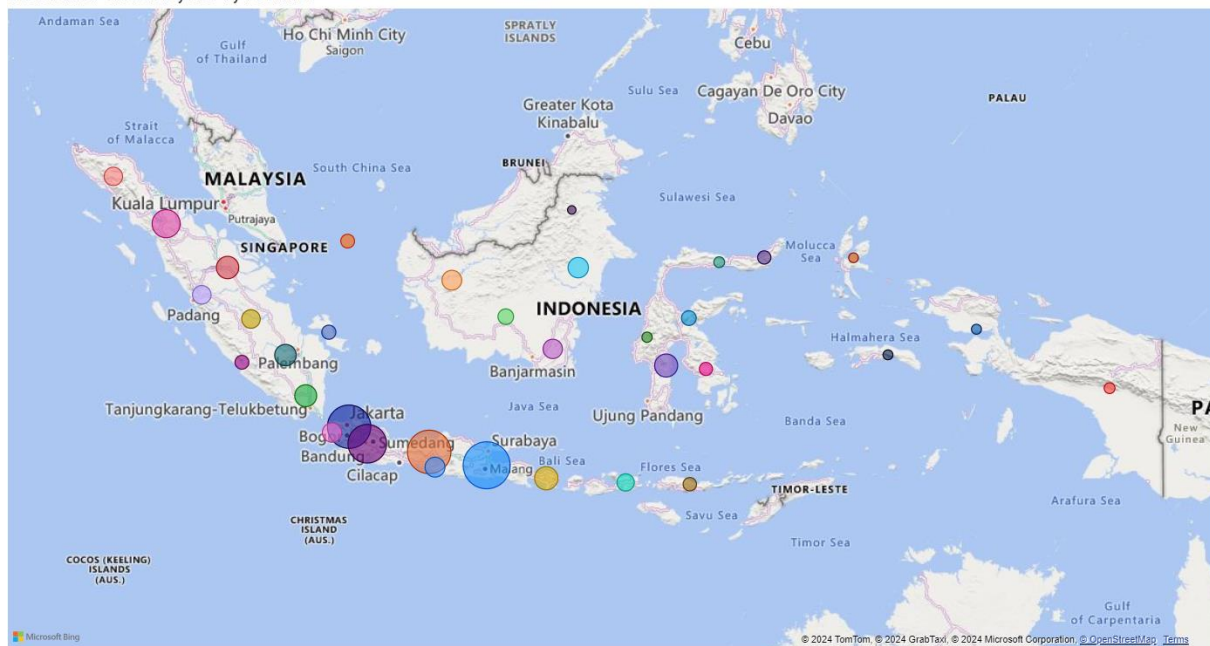 Andaman Sea
Gulf
of Thailand
Ho Chi Minh City
Saigon
SPRATLY
ISLANDS
Cebu
Sulu Sea
Cagayan De Oro City
Davao
PALAU
Greater Kota
Kinabalu
Strait
of Malacca
South China Sea
BRUNEI
MALAYSIA
Kuala Lumpur
Putrajaya
Sulawesi Sea
SINGAPORE
Molucca
Sea
INDONESIA
Padang
Halmahera Sea
Palembang
Banjarmasin
Tanjungkarang-Telukbetung
Jakarta
Java Sea
Ujung Pandang
Banda Sea
PA
New
Guinea
Bogo
Sumedang
Surabaya
Bandung
Cilacap
Malang
Bali Sea
Flores Sea
TIMOR-LESTE
Arafura Sea
Savu Sea
CHRISTMAS
ISLAND
(AUS.)
Timor Sea
COCOS (KEELING)
ISLANDS
(AUS.)
Gulf
of Carpentaria
Microsoft Bing
© 2024 TomTom, © 2024 GrabTaxi, © 2024 Microsoft Corporation, © OpenStreetMap Terms